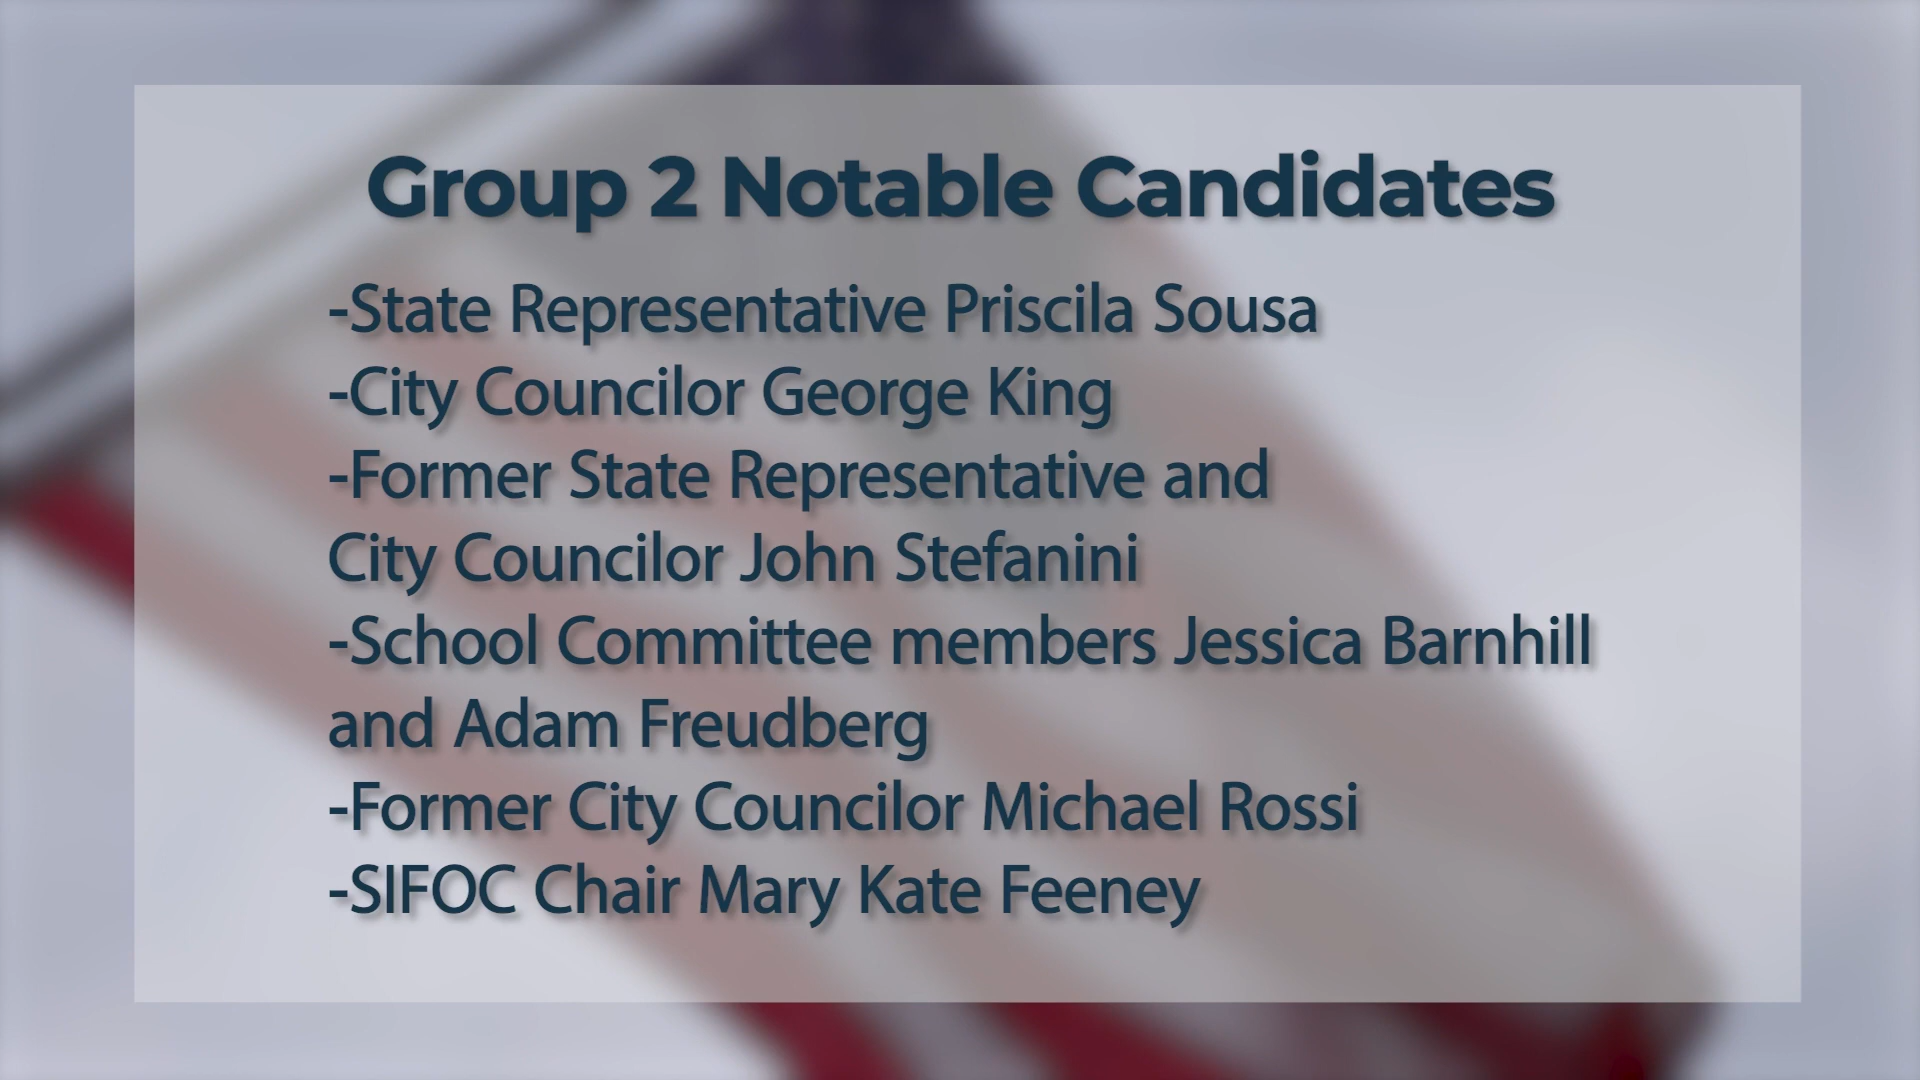 Group 2 Notable Candidates
-State Representative Priscila Sousa
-City Councilor George King
-Former State Representative and
City Councilor John Stefanini
-School Committee members Jessica Barnhill
and Adam Freudberg
-Former City Councilor Michael Rossi
-SIFOC Chair Mary Kate Feeney